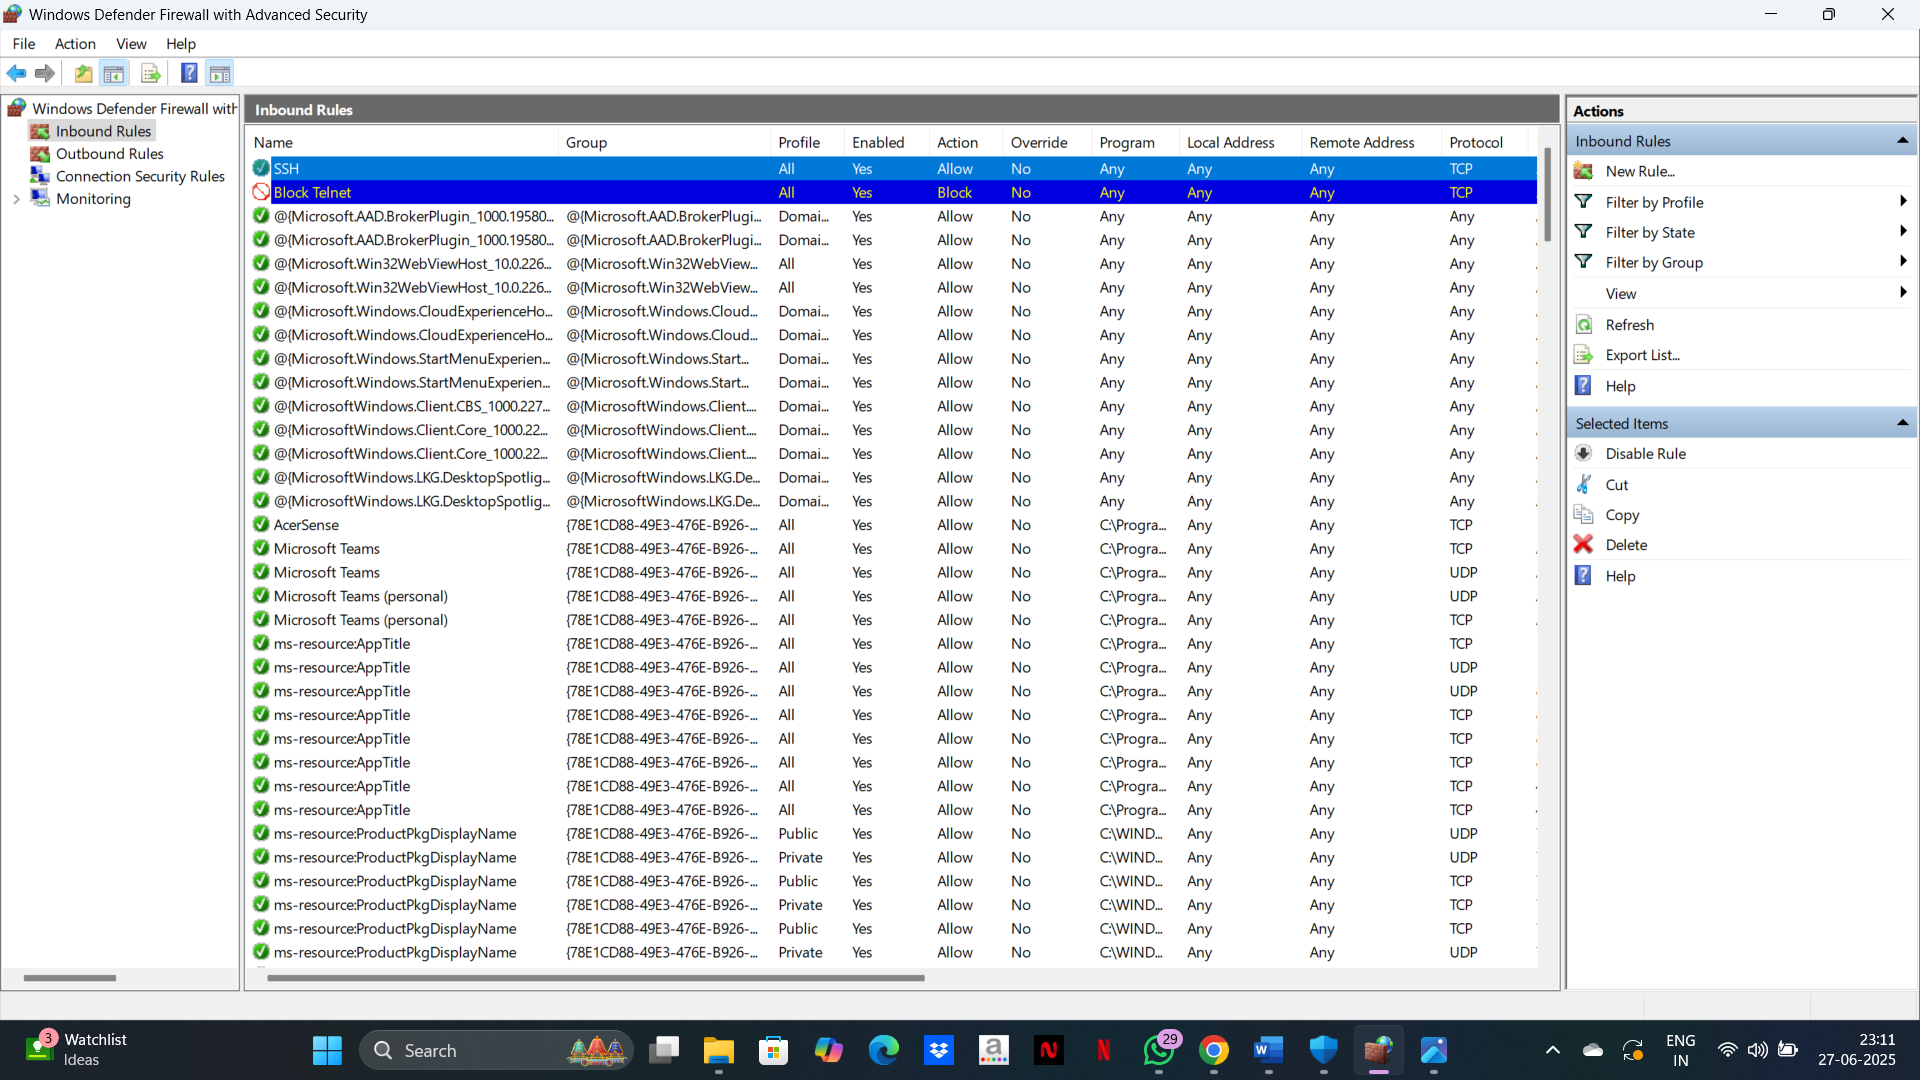 Windows Defender Firewall with Advanced Security
File Action View Help
Windows Defender Firewall with
Inbound Rules
Outbound Rules
Connection Security Rules
Monitoring
Inbound Rules
Name Group Profile Enabled Action Override Program Local Address Remote Address Protocol
SSH All Yes Allow No Any Any Any TCP
Block Telnet All Yes Block No Any Any Any TCP
@{Microsoft.AAD.BrokerPlugin_1000.19580... @{Microsoft.AAD.BrokerPlugi... Domai... Yes Allow No Any Any Any Any
@{Microsoft.AAD.BrokerPlugin_1000.19580... @{Microsoft.AAD.BrokerPlugi... Domai... Yes Allow No Any Any Any Any
@{Microsoft.Win32WebViewHost_10.0.226... @{Microsoft.Win32WebView... All Yes Allow No Any Any Any Any
@{Microsoft.Win32WebViewHost_10.0.226... @{Microsoft.Win32WebView... All Yes Allow No Any Any Any Any
@{Microsoft.Windows.CloudExperienceHo... @{Microsoft.Windows.Cloud... Domai... Yes Allow No Any Any Any Any
@{Microsoft.Windows.CloudExperienceHo... @{Microsoft.Windows.Cloud... Domai... Yes Allow No Any Any Any Any
@{Microsoft.Windows.StartMenuExperien... @{Microsoft.Windows.Start... Domai... Yes Allow No Any Any Any Any
@{Microsoft.Windows.StartMenuExperien... @{Microsoft.Windows.Start... Domai... Yes Allow No Any Any Any Any
@{MicrosoftWindows.Client.CBS_1000.227... @{MicrosoftWindows.Client.... Domai... Yes Allow No Any Any Any Any
@{MicrosoftWindows.Client.Core_1000.22... @{MicrosoftWindows.Client.... Domai... Yes Allow No Any Any Any Any
@{MicrosoftWindows.Client.Core_1000.22... @{MicrosoftWindows.Client.... Domai... Yes Allow No Any Any Any Any
@{MicrosoftWindows.LKG.DesktopSpotlig... @{MicrosoftWindows.LKG.De... Domai... Yes Allow No Any Any Any Any
@{MicrosoftWindows.LKG.DesktopSpotlig... @{MicrosoftWindows.LKG.De... Domai... Yes Allow No Any Any Any Any
AcerSense {78E1CD88-49E3-476E-B926-... All Yes Allow No C:\Progra... Any Any TCP
Microsoft Teams {78E1CD88-49E3-476E-B926-... All Yes Allow No C:\Progra... Any Any TCP
Microsoft Teams {78E1CD88-49E3-476E-B926-... All Yes Allow No C:\Progra... Any Any UDP
Microsoft Teams (personal) {78E1CD88-49E3-476E-B926-... All Yes Allow No C:\Progra... Any Any UDP
Microsoft Teams (personal) {78E1CD88-49E3-476E-B926-... All Yes Allow No C:\Progra... Any Any TCP
ms-resource:AppTitle {78E1CD88-49E3-476E-B926-... All Yes Allow No C:\Progra... Any Any TCP
ms-resource:AppTitle {78E1CD88-49E3-476E-B926-... All Yes Allow No C:\Progra... Any Any UDP
ms-resource:AppTitle {78E1CD88-49E3-476E-B926-... All Yes Allow No C:\Progra... Any Any UDP
ms-resource:AppTitle {78E1CD88-49E3-476E-B926-... All Yes Allow No C:\Progra... Any Any TCP
ms-resource:AppTitle {78E1CD88-49E3-476E-B926-... All Yes Allow No C:\Progra... Any Any TCP
ms-resource:AppTitle {78E1CD88-49E3-476E-B926-... All Yes Allow No C:\Progra... Any Any TCP
ms-resource:AppTitle {78E1CD88-49E3-476E-B926-... All Yes Allow No C:\Progra... Any Any TCP
ms-resource:AppTitle {78E1CD88-49E3-476E-B926-... All Yes Allow No C:\Progra... Any Any TCP
ms-resource:ProductPkgDisplayName {78E1CD88-49E3-476E-B926-... Public Yes Allow No C:\WIND... Any Any UDP
ms-resource:ProductPkgDisplayName {78E1CD88-49E3-476E-B926-... Private Yes Allow No C:\WIND... Any Any UDP
ms-resource:ProductPkgDisplayName {78E1CD88-49E3-476E-B926-... Public Yes Allow No C:\WIND... Any Any TCP
ms-resource:ProductPkgDisplayName {78E1CD88-49E3-476E-B926-... Private Yes Allow No C:\WIND... Any Any TCP
ms-resource:ProductPkgDisplayName {78E1CD88-49E3-476E-B926-... Public Yes Allow No C:\WIND... Any Any TCP
ms-resource:ProductPkgDisplayName {78E1CD88-49E3-476E-B926-... Private Yes Allow No C:\WIND... Any Any UDP
Actions
Inbound Rules
New Rule...
Filter by Profile
Filter by State
Filter by Group
View
Refresh
Export List...
Help
Selected Items
Disable Rule
Cut
Copy
Delete
Help
3
Watchlist
Ideas
Search
29
ENG
IN
23:11
27-06-2025